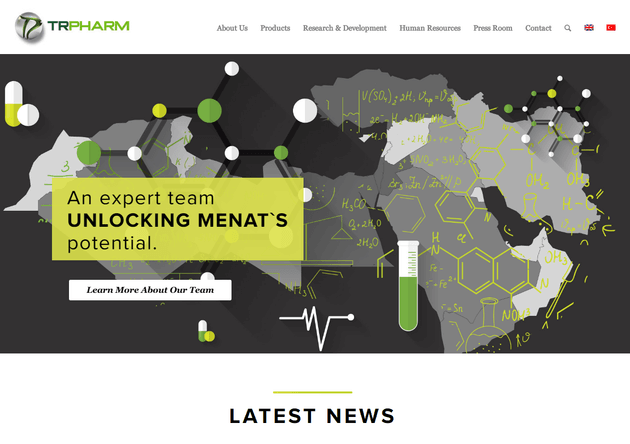 TRPHARM
About Us Products Research & Development Human Resources Press Room Contact
An expert team
UNLOCKING MENAT`S
potential.
Learn More About Our Team
LATEST NEWS